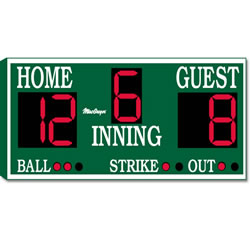 HOME GUEST
12 6 8
MacGregor
INNING
BALL STRIKE OUT